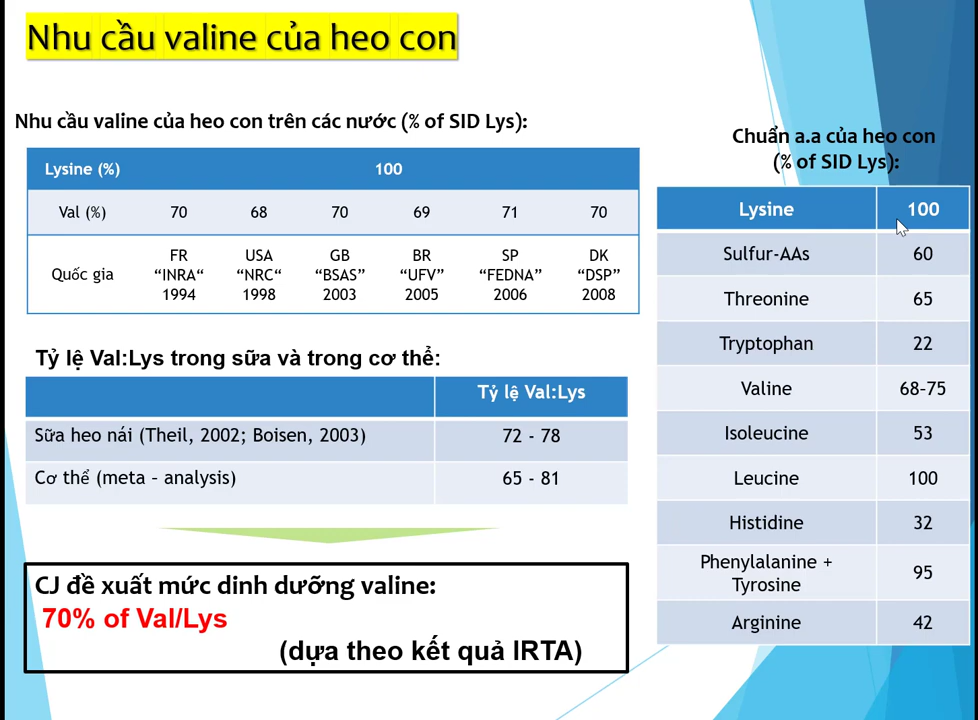 Nhu cầu valine của heo con
Nhu cầu valine của heo con trên các nước (% of SID Lys):
Lysine (%) 100
Val (%) 70 68 70 69 71 70
Quốc gia
FR USA GB BR SP DK
“INRA“ “NRC“ “BSAS” “UFV” “FEDNA” “DSP”
1994 1998 2003 2005 2006 2008
Tỷ lệ Val:Lys trong sữa và trong cơ thể:
Tỷ lệ Val:Lys
Sữa heo nái (Theil, 2002; Boisen, 2003) 72 - 78
Cơ thể (meta – analysis) 65 - 81
CJ đề xuất mức dinh dưỡng valine:
70% of Val/Lys
(dựa theo kết quả IRTA)
Chuẩn a.a của heo con
(% of SID Lys):
Lysine 100
Sulfur-AAs 60
Threonine 65
Tryptophan 22
Valine 68–75
Isoleucine 53
Leucine 100
Histidine 32
Phenylalanine +
Tyrosine 95
Arginine 42